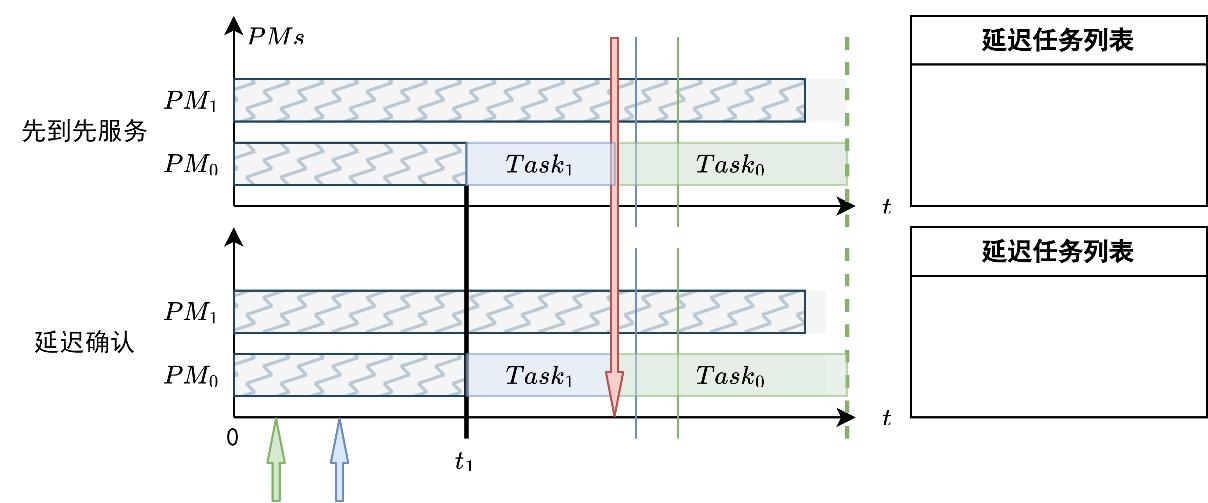 PMs
延迟任务列表
PM₁
先到先服务
PM₀
Task₁
Task₀
t
延迟任务列表
PM₁
延迟确认
PM₀
Task₁
Task₀
t
0
t₁